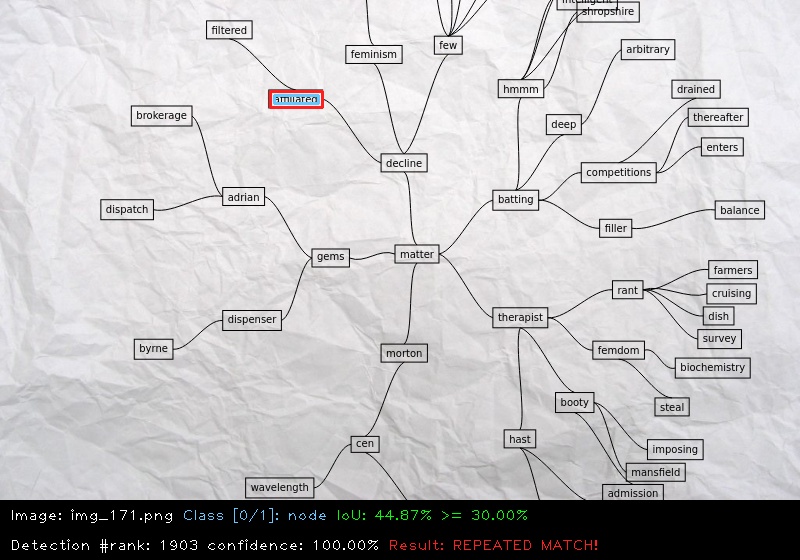 shropshire
filtered
few
feminism
arbitrary
hmmm
drained
affiliated
brokerage
thereafter
deep
enters
decline
competitions
adrian
batting
dispatch
balance
filler
matter
gems
farmers
rant
cruising
dish
therapist
dispenser
survey
byrne
morton
femdom
biochemistry
booty
steal
hast
cen
imposing
mansfield
wavelength
admission
Image: img_171.png Class [0/1]: node IoU: 44.87% >= 30.00%
Detection #rank: 1903 confidence: 100.00% Result: REPEATED MATCH!